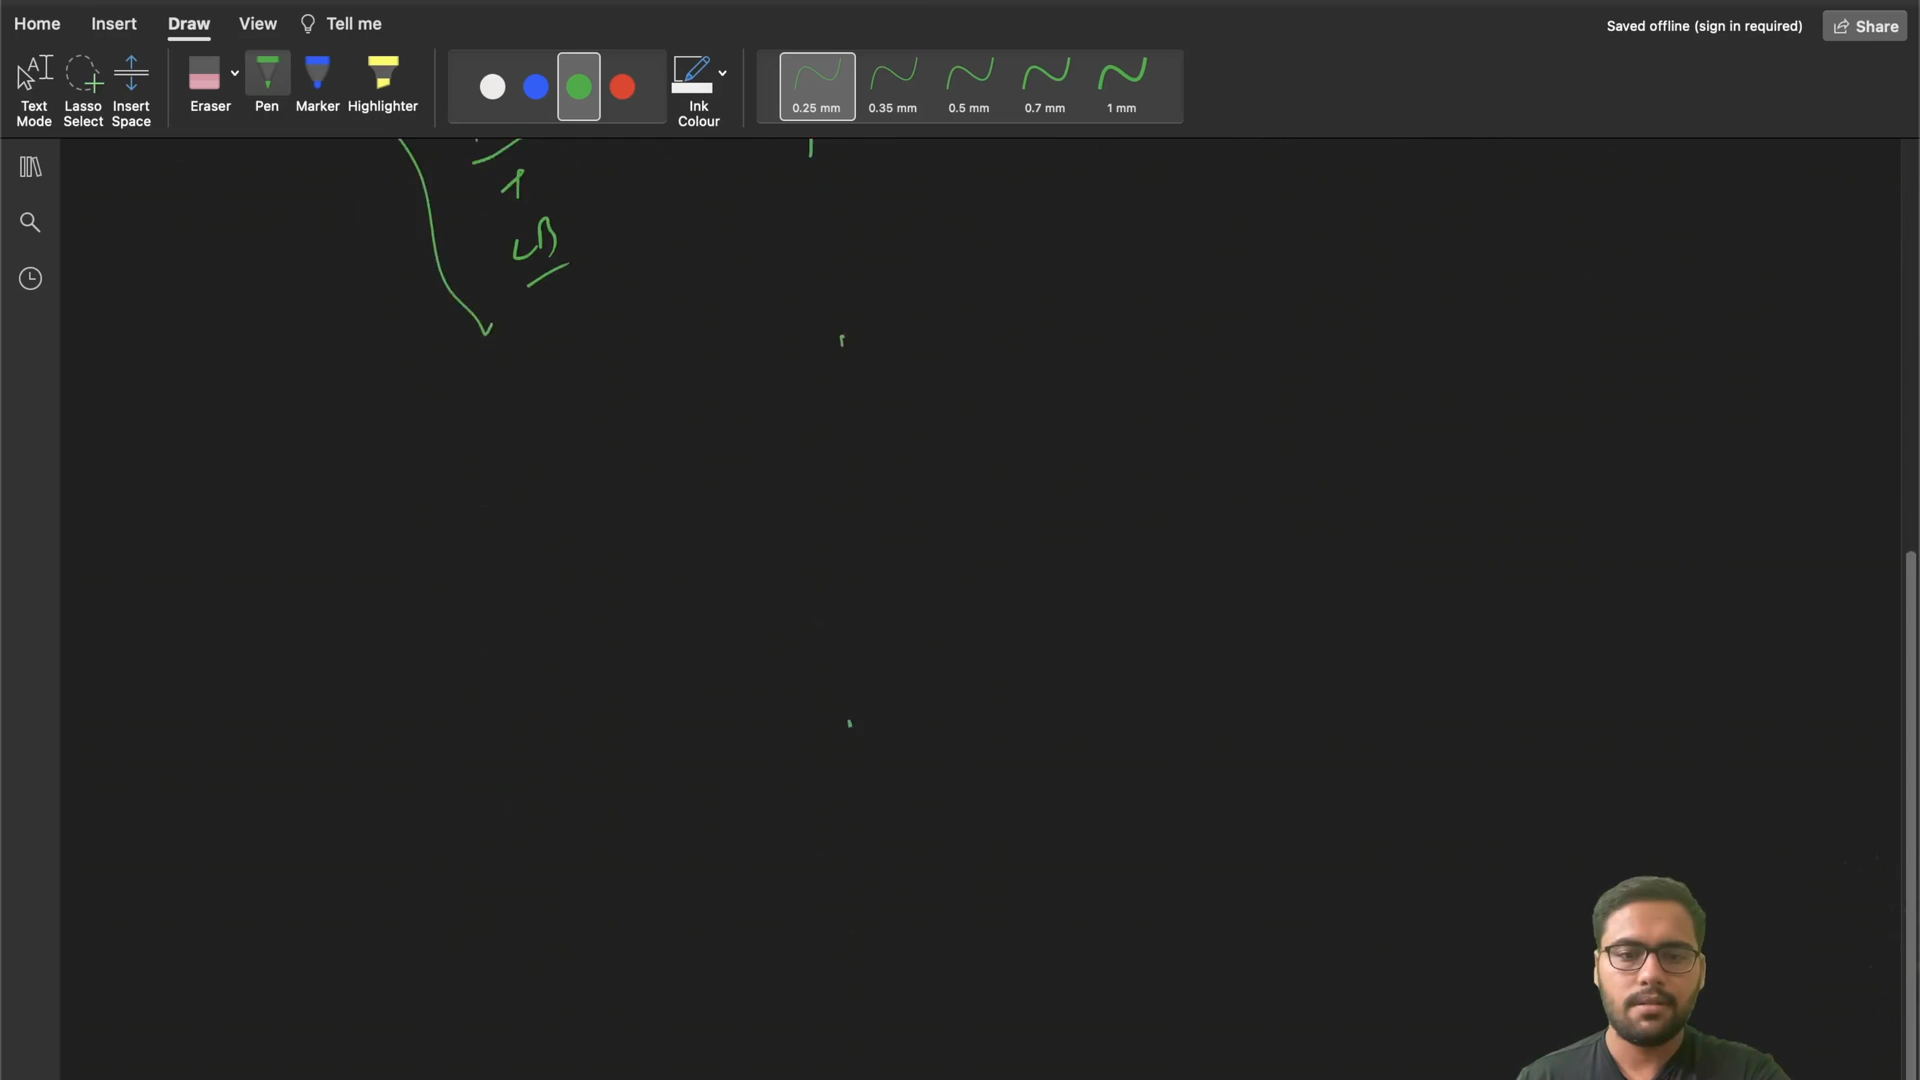 Home Insert Draw View Tell me
Saved offline (sign in required) Share
Text Mode
Lasso Select
Insert Space
Eraser
Pen
Marker
Highlighter
Ink Colour
0.25 mm
0.35 mm
0.5 mm
0.7 mm
1 mm
LB